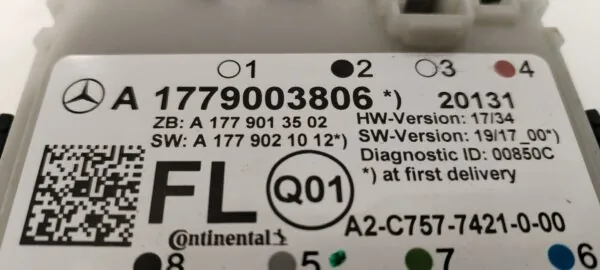 1 2 3 4
A 1779003806 *) 20131
ZB: A 177 901 35 02
HW-Version: 17/34
SW: A 177 902 10 12*)
SW-Version: 19/17_00*)
Diagnostic ID: 00850C
*) at first delivery
FL Q01
A2-C757-7421-0-00
Continental
8 5 7 6